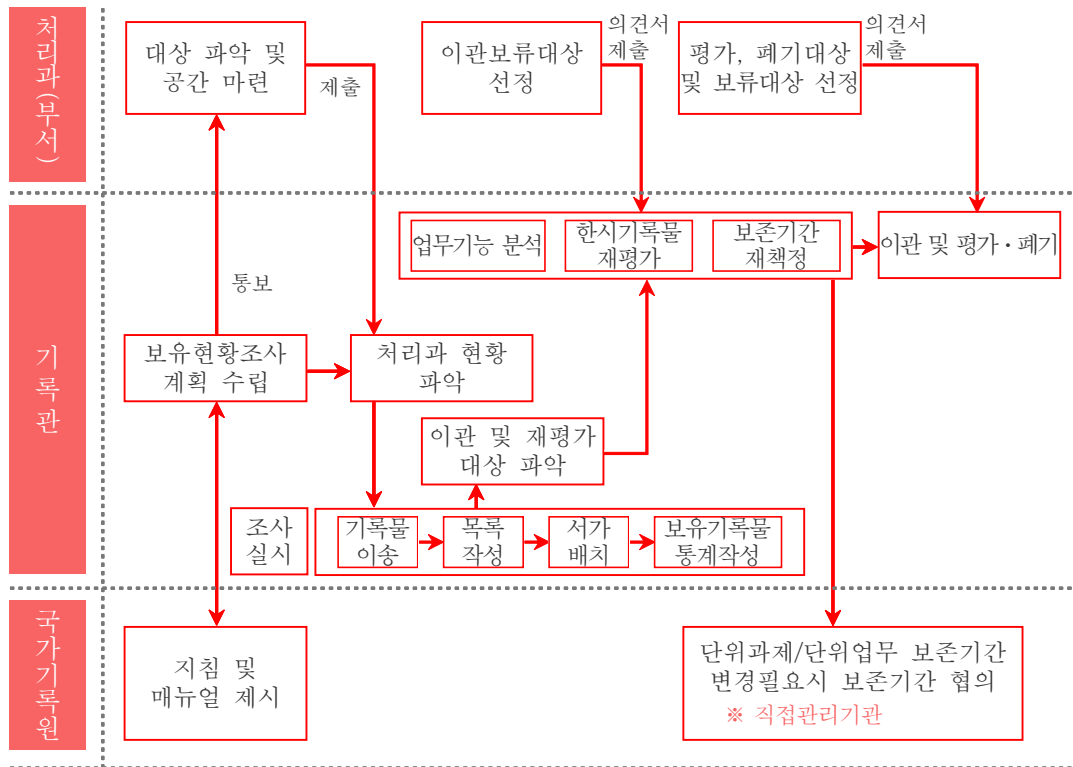 처리과(부서)
대상 파악 및
공간 마련
제출
이관보류대상
선정
의견서
제출
평가, 폐기대상
및 보류대상 선정
의견서
제출
기록관
업무기능 분석
한시기록물
재평가
보존기간
재책정
이관 및 평가·폐기
통보
보유현황조사
계획 수립
처리과 현황
파악
이관 및 재평가
대상 파악
조사
실시
기록물
이송
목록
작성
서가
배치
보유기록물
통계작성
국가기록원
지침 및
매뉴얼 제시
단위과제/단위업무 보존기간
변경필요시 보존기간 협의
※ 직접관리기관